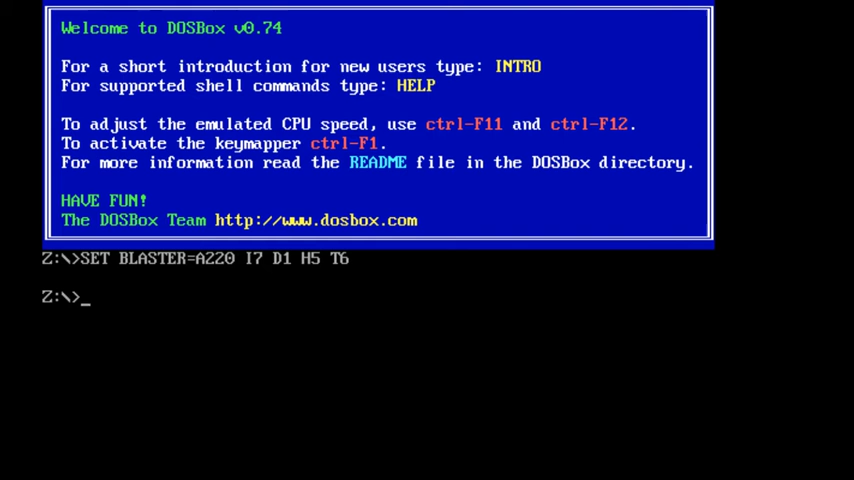 Welcome to DOSBox v0.74
For a short introduction for new users type: INTRO
For supported shell commands type: HELP
To adjust the emulated CPU speed, use ctrl-F11 and ctrl-F12.
To activate the keymapper ctrl-F1.
For more information read the README file in the DOSBox directory.
HAVE FUN!
The DOSBox Team http://www.dosbox.com
Z:\>SET BLASTER=A220 I7 D1 H5 T6
Z:\>_